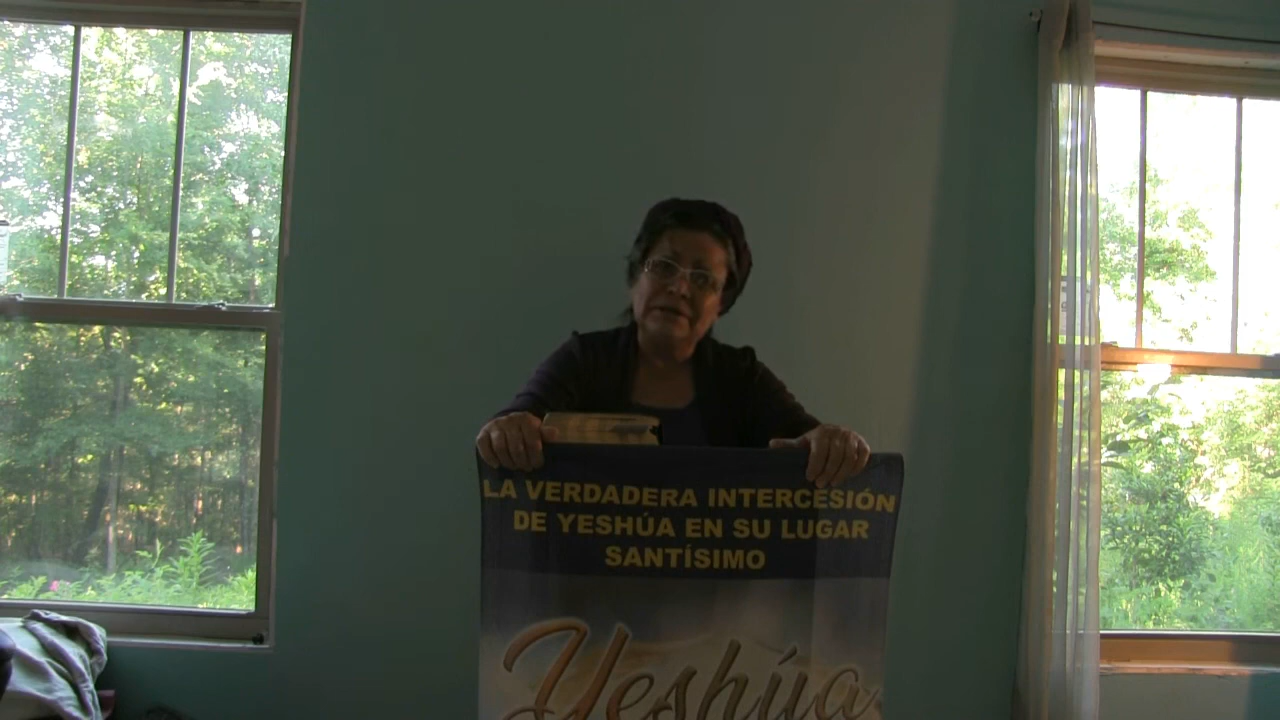 LA VERDADERA INTERCESIÓN
DE YESHÚA EN SU LUGAR
SANTÍSIMO
Yeshúa